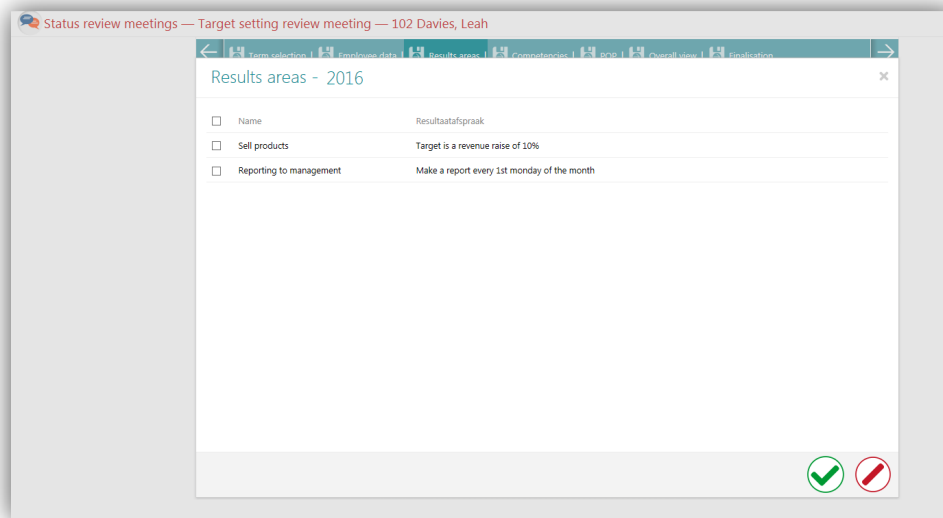 Status review meetings — Target setting review meeting — 102 Davies, Leah
Term selection | Employee data | Results areas | Competencies | POP | Overall view | Finalisation
Results areas - 2016
Name Resultaatafspraak
Sell products Target is a revenue raise of 10%
Reporting to management Make a report every 1st monday of the month